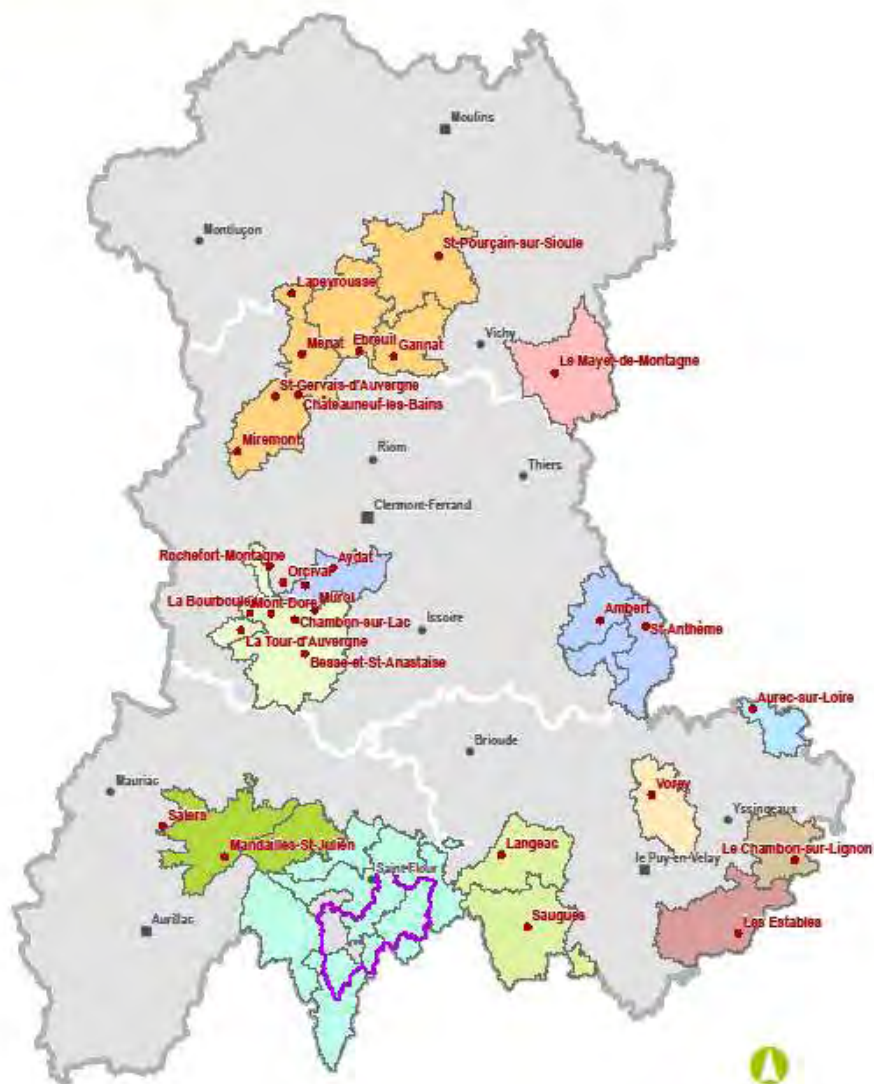 Moulins
Montluçon
St-Pourçain-sur-Sioule
Lapeyrousse
Vichy
Menat
Ebreuil
Gannat
Le Mayet-de-Montagne
St-Gervais-d'Auvergne
Châteauneuf-les-Bains
Miremont
Riom
Thiers
Clermont-Ferrand
Rochefort-Montagne
Aydat
Orcival
La Bourboule
Mont-Dore
Murol
Chambon-sur-Lac
Issoire
Ambert
St-Anthème
La Tour-d'Auvergne
Besse-et-St-Anastaise
Aurec-sur-Loire
Brioude
Mauriac
Vorey
Yssingeaux
Salers
Mandailles-St-Julien
Langeac
Le Chambon-sur-Lignon
Saint-Flour
le Puy-en-Velay
Aurillac
Saugues
Les Estables